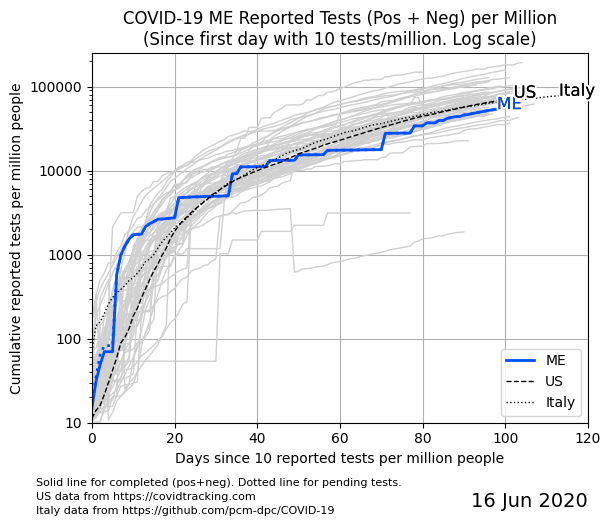 COVID-19 ME Reported Tests (Pos + Neg) per Million
(Since first day with 10 tests/million. Log scale)
Cumulative reported tests per million people
100000
10000
1000
100
10
US
Italy
ME
ME
US
Italy
0
20
40
60
80
100
120
Days since 10 reported tests per million people
Solid line for completed (pos+neg). Dotted line for pending tests.
US data from https://covidtracking.com
Italy data from https://github.com/pcm-dpc/COVID-19
16 Jun 2020